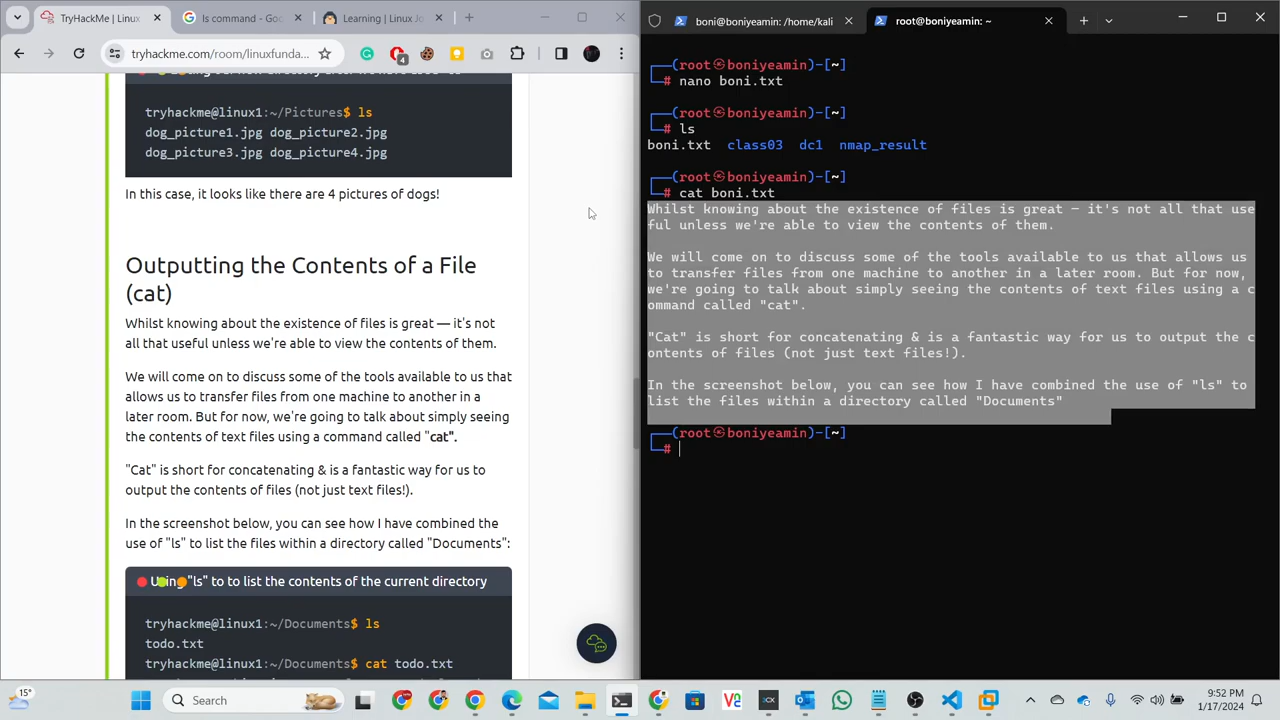 TryHackMe | Linux
ls command - Goo
Learning | Linux Jo
tryhackme.com/room/linuxfunda...
4
tryhackme@linux1:~/Pictures$ ls
dog_picture1.jpg dog_picture2.jpg
dog_picture3.jpg dog_picture4.jpg
In this case, it looks like there are 4 pictures of dogs!
Outputting the Contents of a File
(cat)
Whilst knowing about the existence of files is great — it's not
all that useful unless we're able to view the contents of them.
We will come on to discuss some of the tools available to us that
allows us to transfer files from one machine to another in a
later room. But for now, we're going to talk about simply seeing
the contents of text files using a command called "cat".
"Cat" is short for concatenating & is a fantastic way for us to
output the contents of files (not just text files!).
In the screenshot below, you can see how I have combined the
use of "ls" to list the files within a directory called "Documents":
Using "ls" to to list the contents of the current directory
tryhackme@linux1:~/Documents$ ls
todo.txt
tryhackme@linux1:~/Documents$ cat todo.txt
boni@boniyeamin: /home/kali
root@boniyeamin: ~
┌──(root㉿boniyeamin)-[~]
└─# nano boni.txt
┌──(root㉿boniyeamin)-[~]
└─# ls
boni.txt class03 dc1 nmap_result
┌──(root㉿boniyeamin)-[~]
└─# cat boni.txt
Whilst knowing about the existence of files is great — it's not all that use
ful unless we're able to view the contents of them.
We will come on to discuss some of the tools available to us that allows us
to transfer files from one machine to another in a later room. But for now,
we're going to talk about simply seeing the contents of text files using a c
ommand called "cat".
"Cat" is short for concatenating & is a fantastic way for us to output the c
ontents of files (not just text files!).
In the screenshot below, you can see how I have combined the use of "ls" to
list the files within a directory called "Documents"
┌──(root㉿boniyeamin)-[~]
└─#
15°
Search
9:52 PM
1/17/2024